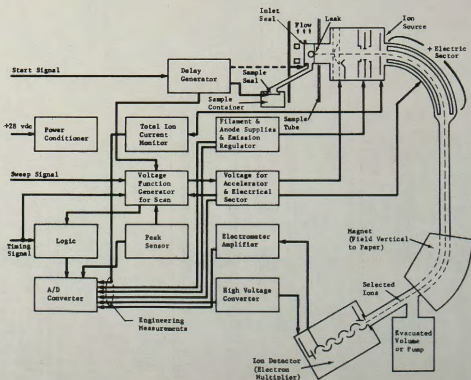 Inlet
Seal
Flow
Leak
Ion
Source
+ Electric
Sector
Start Signal
Delay
Generator
Sample
Seal
Sample
Container
Sample
Tube
+28 vdc
Power
Conditioner
Total Ion
Current
Monitor
Filament &
Anode Supplies
& Emission
Regulator
Sweep Signal
Voltage
Function
Generator
for Scan
Voltage for
Accelerator
& Electrical
Sector
Magnet
(Field Vertical
to Paper)
Timing
Signal
Logic
Peak
Sensor
Electrometer
Amplifier
A/D
Converter
High Voltage
Converter
Selected
Ions
Engineering
Measurements
Evacuated
Volume
or Pump
Ion Detector
(Electron
Multiplier)